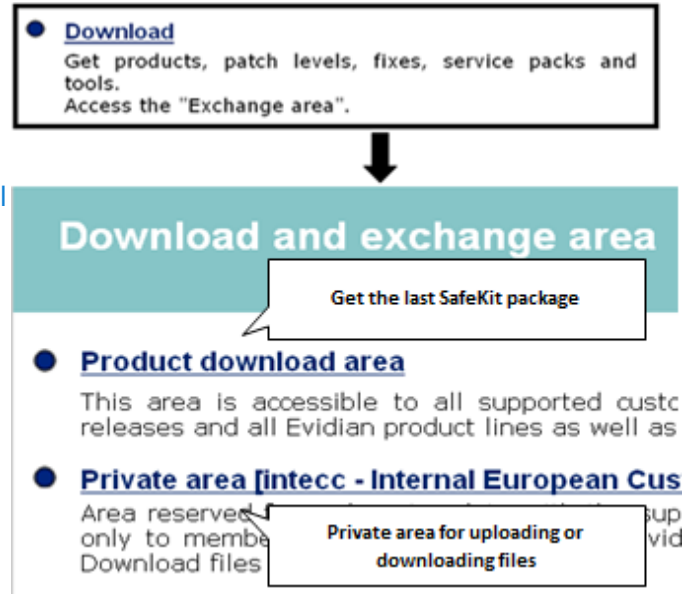 Download
Get products, patch levels, fixes, service packs and
tools.
Access the "Exchange area".
Download and exchange area
Get the last SafeKit package
Product download area
This area is accessible to all supported custo
releases and all Evidian product lines as well as
Private area [intecc - Internal European Cus
Area reserved sup
only to membe vid
Download files
Private area for uploading or
downloading files